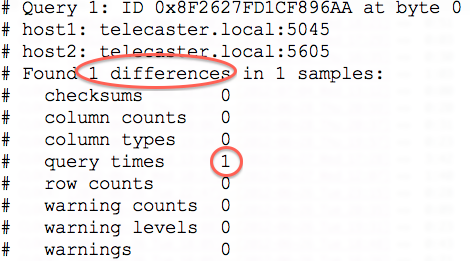 # Query 1: ID 0x8F2627FD1CF896AA at byte 0
# host1: telecaster.local:5045
# host2: telecaster.local:5605
# Found 1 differences in 1 samples:
#   checksums       0
#   column counts   0
#   column types    0
#   query times     1
#   row counts      0
#   warning counts  0
#   warning levels  0
#   warnings        0